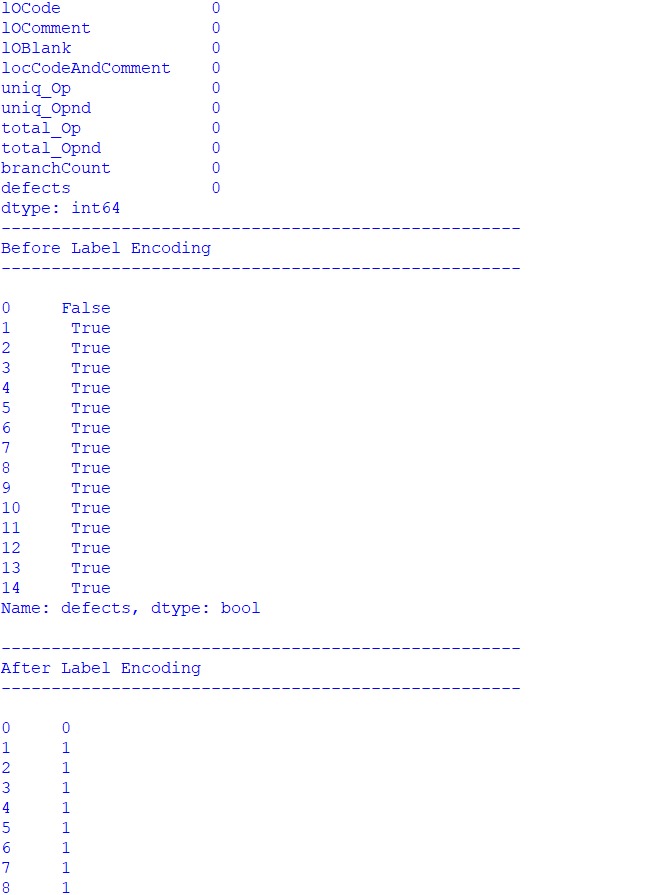 lOCode 0
lOComment 0
lOBlank 0
locCodeAndComment 0
uniq_Op 0
uniq_Opnd 0
total_Op 0
total_Opnd 0
branchCount 0
defects 0
dtype: int64
----------------------------------------------------
Before Label Encoding
----------------------------------------------------
0 False
1 True
2 True
3 True
4 True
5 True
6 True
7 True
8 True
9 True
10 True
11 True
12 True
13 True
14 True
Name: defects, dtype: bool
----------------------------------------------------
After Label Encoding
----------------------------------------------------
0 0
1 1
2 1
3 1
4 1
5 1
6 1
7 1
8 1